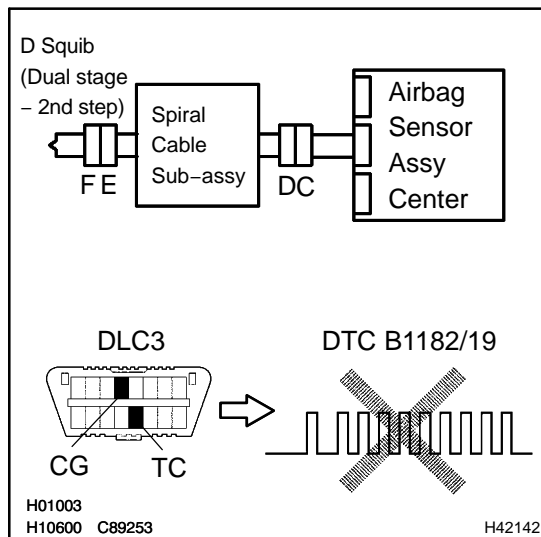 D Squib
(Dual stage
– 2nd step)
Spiral
Cable
Sub–assy
Airbag
Sensor
Assy
Center
F E
D C
DLC3
DTC B1182/19
CG
TC
H01003
H10600 C89253
H42142